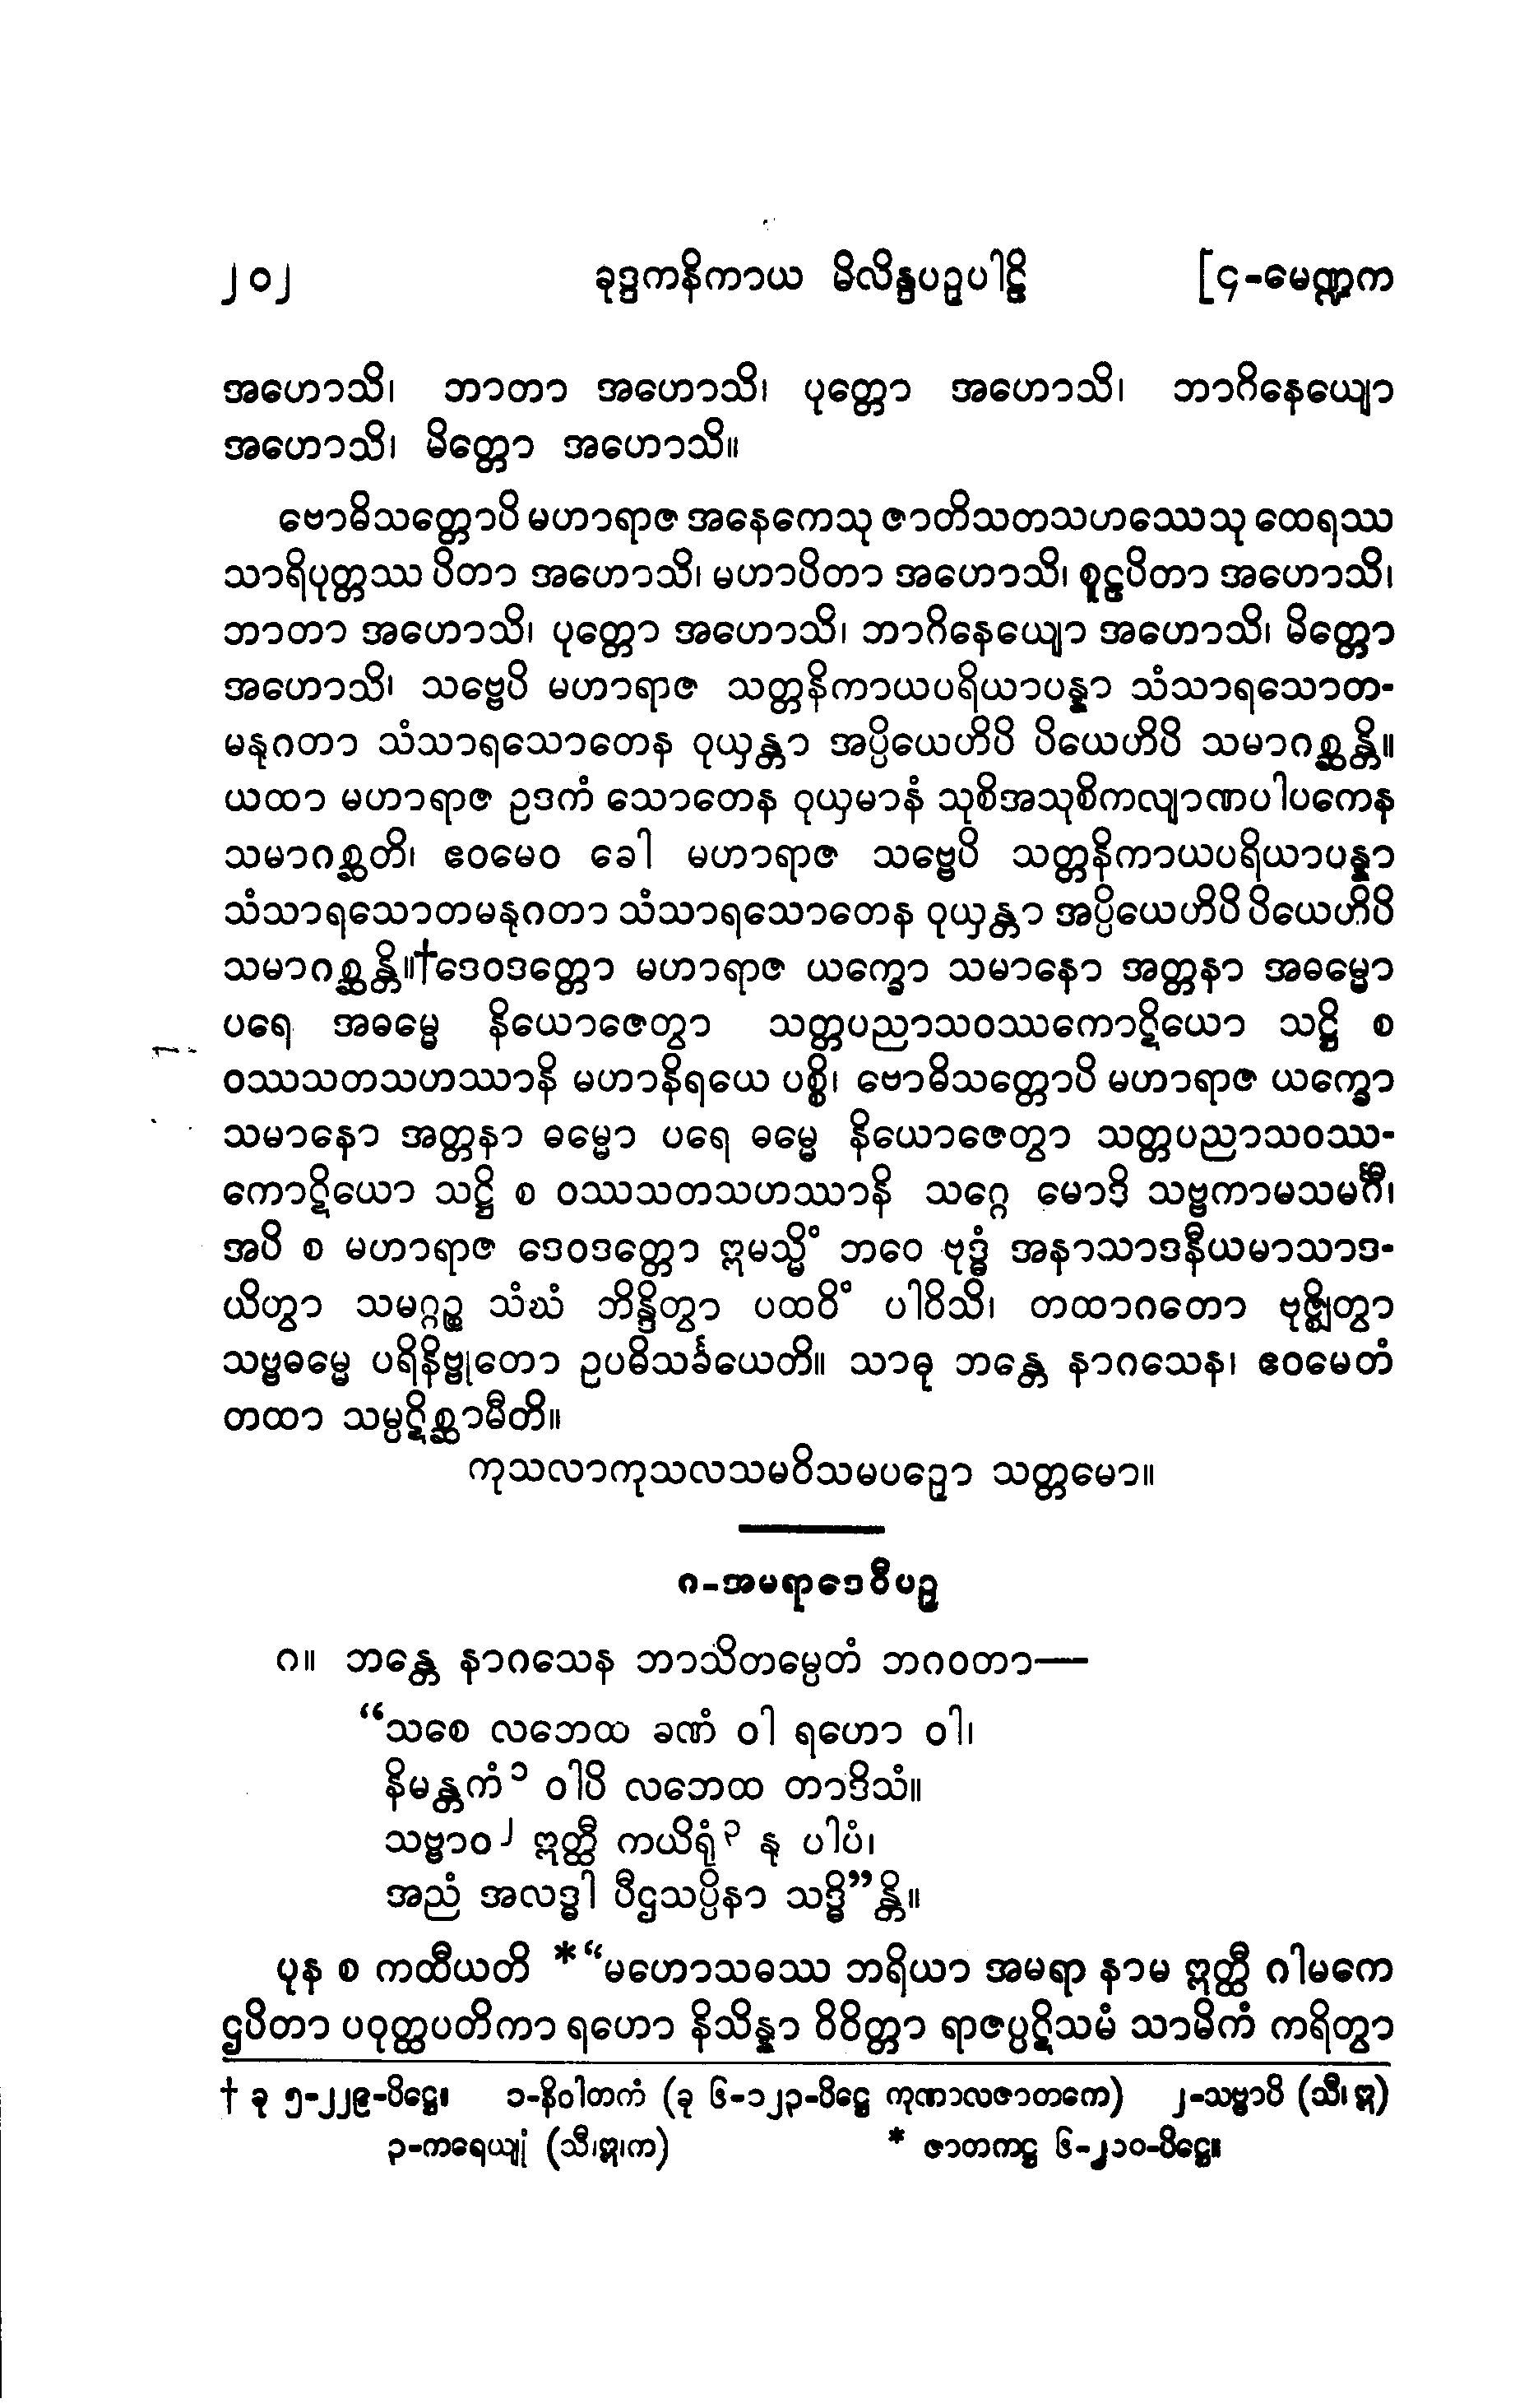 ၂၀၂ ခုဒ္ဒကနိကာယ မိလိန္ဒပဉှပါဠိ [၄-မေဏ္ဍက
အဟောသိ၊ ဘာတာ အဟောသိ၊ ပုတ္တော အဟောသိ၊ ဘာဂိနေယျော
အဟောသိ၊ မိတ္တော အဟောသိ။
ဗောဓိသတ္တောပိ မဟာရာဇ အနေကေသု ဇာတိသတသဟဿေသု ထေရဿ
သာရိပုတ္တဿ ပိတာ အဟောသိ၊ မဟာပိတာ အဟောသိ၊ စူဠပိတာ အဟောသိ၊
ဘာတာ အဟောသိ၊ ပုတ္တော အဟောသိ၊ ဘာဂိနေယျော အဟောသိ၊ မိတ္တော
အဟောသိ၊ သဗ္ဗေပိ မဟာရာဇ သတ္တနိကာယပရိယာပန္နာ သံသာရသောတ-
မနုဂတာ သံသာရသောတေန ဝုယှန္တာ အပ္ပိယေဟိပိ ပိယေဟိပိ သမာဂစ္ဆန္တိ။
ယထာ မဟာရာဇ ဥဒကံ သောတေန ဝုယှမာနံ သုစိအသုစိကလျာဏပါပကေန
သမာဂစ္ဆတိ၊ ဧဝမေဝ ခေါ မဟာရာဇ သဗ္ဗေပိ သတ္တနိကာယပရိယာပန္နာ
သံသာရသောတမနုဂတာ သံသာရသောတေန ဝုယှန္တာ အပ္ပိယေဟိပိ ပိယေဟိပိ
သမာဂစ္ဆန္တိ။†ဒေဝဒတ္တော မဟာရာဇ ယက္ခော သမာနော အတ္တနာ အဓမ္မော
ပရေ အဓမ္မေ နိယောဇေတွာ သတ္တပညာသဝဿကောဋိယော သဋ္ဌိ စ
ဝဿသတသဟဿာနိ မဟာနိရယေ ပစ္စိ၊ ဗောဓိသတ္တောပိ မဟာရာဇ ယက္ခော
သမာနော အတ္တနာ ဓမ္မော ပရေ ဓမ္မေ နိယောဇေတွာ သတ္တပညာသဝဿ-
ကောဋိယော သဋ္ဌိ စ ဝဿသတသဟဿာနိ သဂ္ဂေ မောဒိ သဗ္ဗကာမသမင်္ဂီ၊
အပိ စ မဟာရာဇ ဒေဝဒတ္တော ဣမသ္မိံ ဘဝေ ဗုဒ္ဓံ အနာသာဒနီယမာသာဒ-
ယိတွာ သမဂ္ဂဉ္စ သံဃံ ဘိန္ဒိတွာ ပထဝိံ ပါဝိသိ၊ တထာဂတော ဗုဇ္ဈိတွာ
သဗ္ဗဓမ္မေ ပရိနိဗ္ဗုတော ဥပဓိသင်္ခယေတိ။ သာဓု ဘန္တေ နာဂသေန၊ ဧဝမေတံ
တထာ သမ္ပဋိစ္ဆာမီတိ။
ကုသလာကုသလသမဝိသမပဉှော သတ္တမော။
ဂ-အမရာဒေဝီပဉှ
ဂ။ ဘန္တေ နာဂသေန ဘာသိတမ္ပေတံ ဘဂဝတာ—
“သစေ လဘေထ ခဏံ ဝါ ရဟော ဝါ၊
နိမန္တကံ၁ ဝါပိ လဘေထ တာဒိသံ။
သဗ္ဗာဝ၂ ဣတ္ထီ ကယိရုံ၃ နု ပါပံ၊
အညံ အလဒ္ဓါ ပီဌသပ္ပိနာ သဒ္ဓိ”န္တိ။
ပုန စ ကထီယတိ *“မဟောသဓဿ ဘရိယာ အမရာ နာမ ဣတ္ထီ ဂါမကေ
ဌပိတာ ပဝုတ္ထပတိကာ ရဟော နိသိန္နာ ဝိဝိတ္တာ ရာဇပ္ပဋိသမံ သာမိကံ ကရိတွာ
† ခု ၅-၂၂၉-ပိဋ္ဌေ။ ၁-နိဝါတကံ (ခု ၆-၁၂၃-ပိဋ္ဌေ ကုဏာလဇာတကေ) ၂-သဗ္ဗာပိ (သီ၊ ဣ)
၃-ကရေယျုံ (သီ၊ဣ၊က) * ဇာတကဋ္ဌ ၆-၂၁၀-ပိဋ္ဌေ။